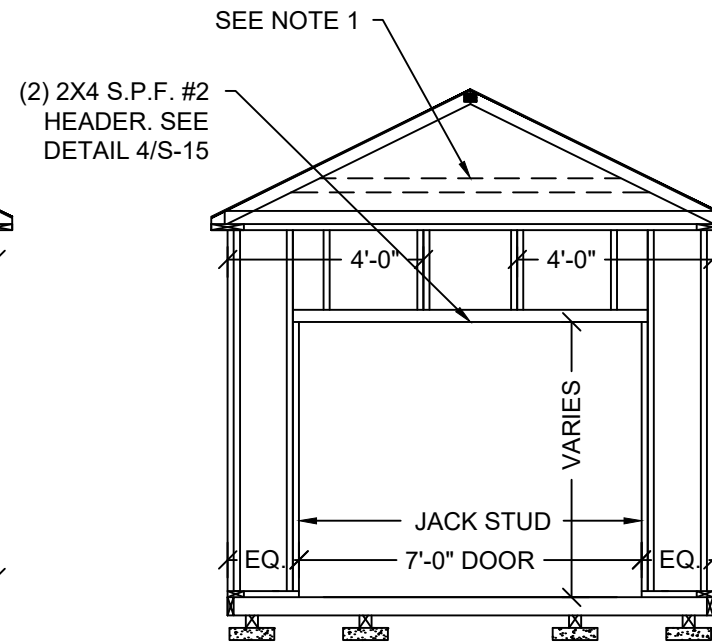 SEE NOTE 1
(2) 2X4 S.P.F. #2
HEADER. SEE
DETAIL 4/S-15
4'-0" 4'-0"
VARIES
JACK STUD
EQ. 7'-0" DOOR EQ.